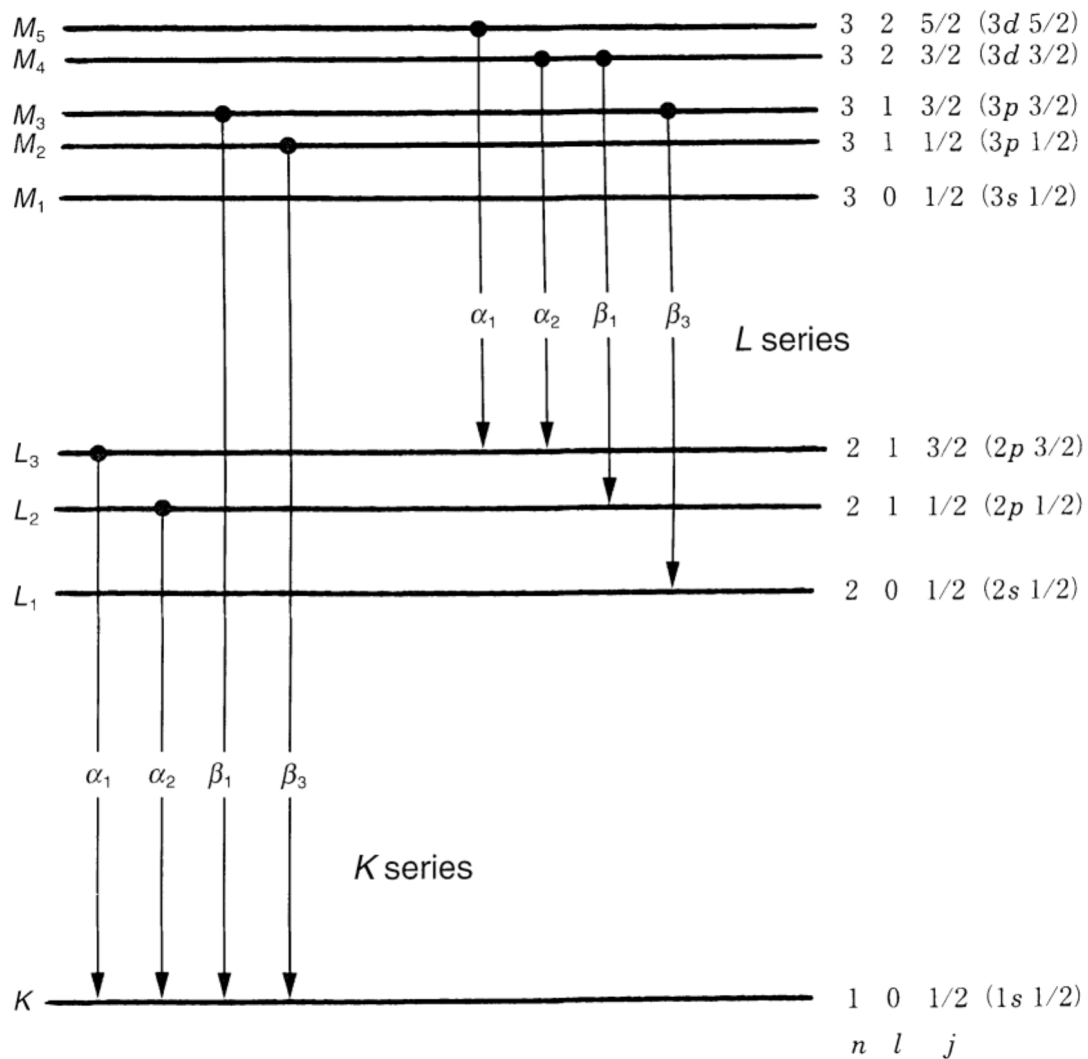 M₅ 3 2 5/2 (3d 5/2)
M₄ 3 2 3/2 (3d 3/2)
M₃ 3 1 3/2 (3p 3/2)
M₂ 3 1 1/2 (3p 1/2)
M₁ 3 0 1/2 (3s 1/2)
α₁ α₂ β₁ β₃
L series
L₃ 2 1 3/2 (2p 3/2)
L₂ 2 1 1/2 (2p 1/2)
L₁ 2 0 1/2 (2s 1/2)
α₁ α₂ β₁ β₃
K series
K 1 0 1/2 (1s 1/2)
n l j